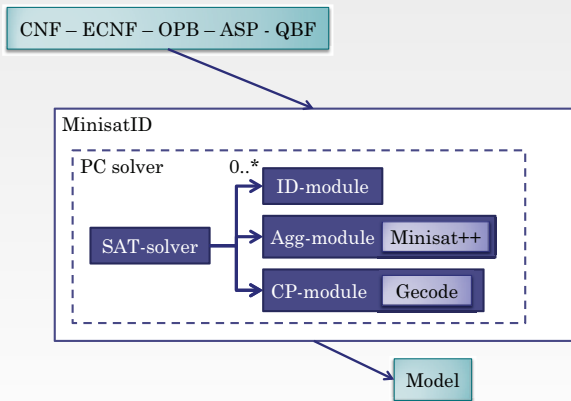 CNF – ECNF – OPB – ASP - QBF
MinisatID
PC solver
0..*
ID-module
SAT-solver
Agg-module
Minisat++
CP-module
Gecode
Model